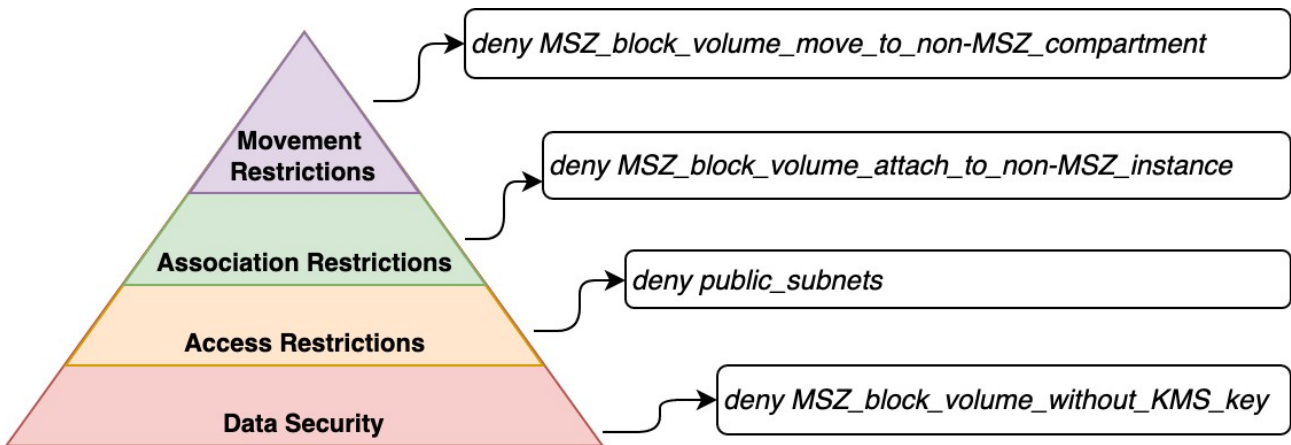 deny MSZ_block_volume_move_to_non-MSZ_compartment
Movement
Restrictions
deny MSZ_block_volume_attach_to_non-MSZ_instance
Association Restrictions
deny public_subnets
Access Restrictions
deny MSZ_block_volume_without_KMS_key
Data Security